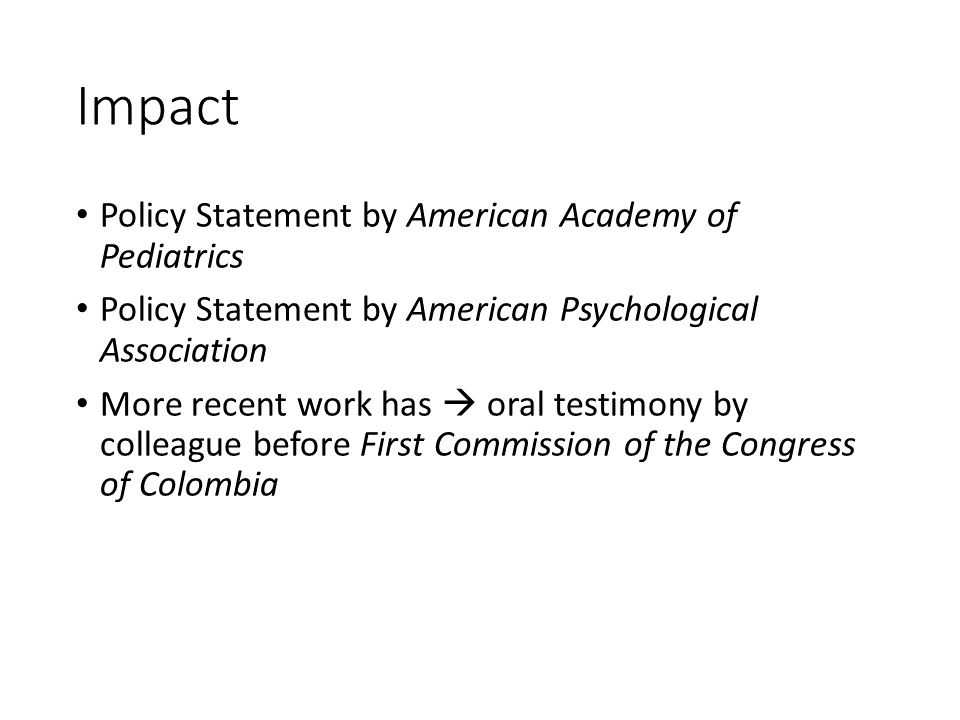 Impact
• Policy Statement by American Academy of
Pediatrics
• Policy Statement by American Psychological
Association
• More recent work has → oral testimony by
colleague before First Commission of the Congress
of Colombia